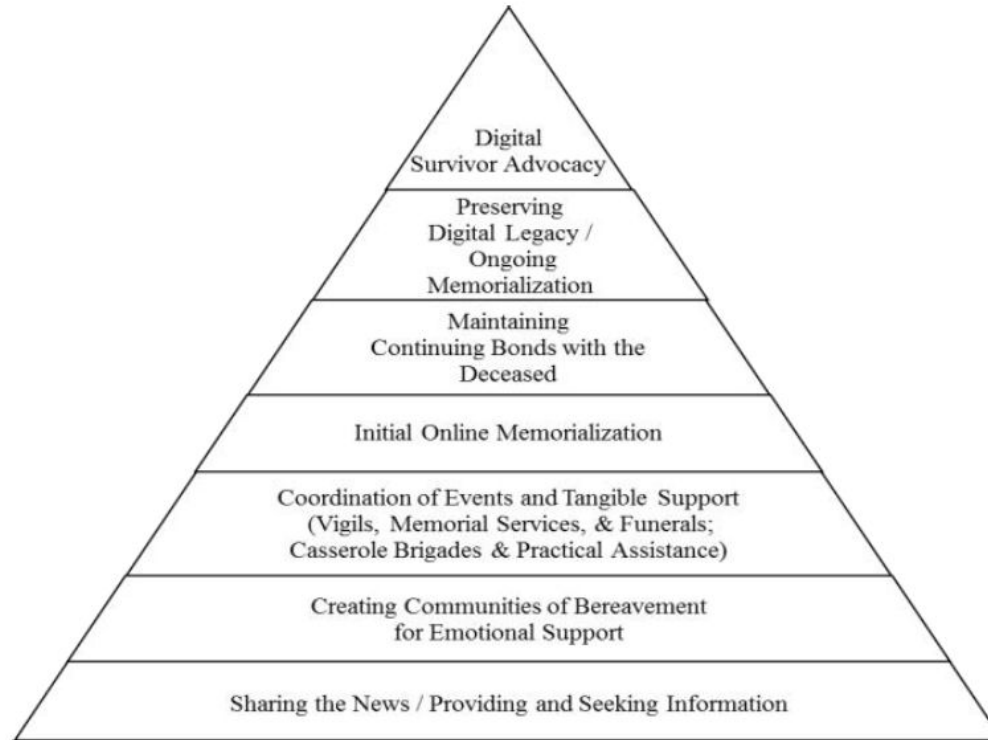 Digital
Survivor Advocacy
Preserving
Digital Legacy /
Ongoing
Memorialization
Maintaining
Continuing Bonds with the
Deceased
Initial Online Memorialization
Coordination of Events and Tangible Support
(Vigils, Memorial Services, & Funerals;
Casserole Brigades & Practical Assistance)
Creating Communities of Bereavement
for Emotional Support
Sharing the News / Providing and Seeking Information